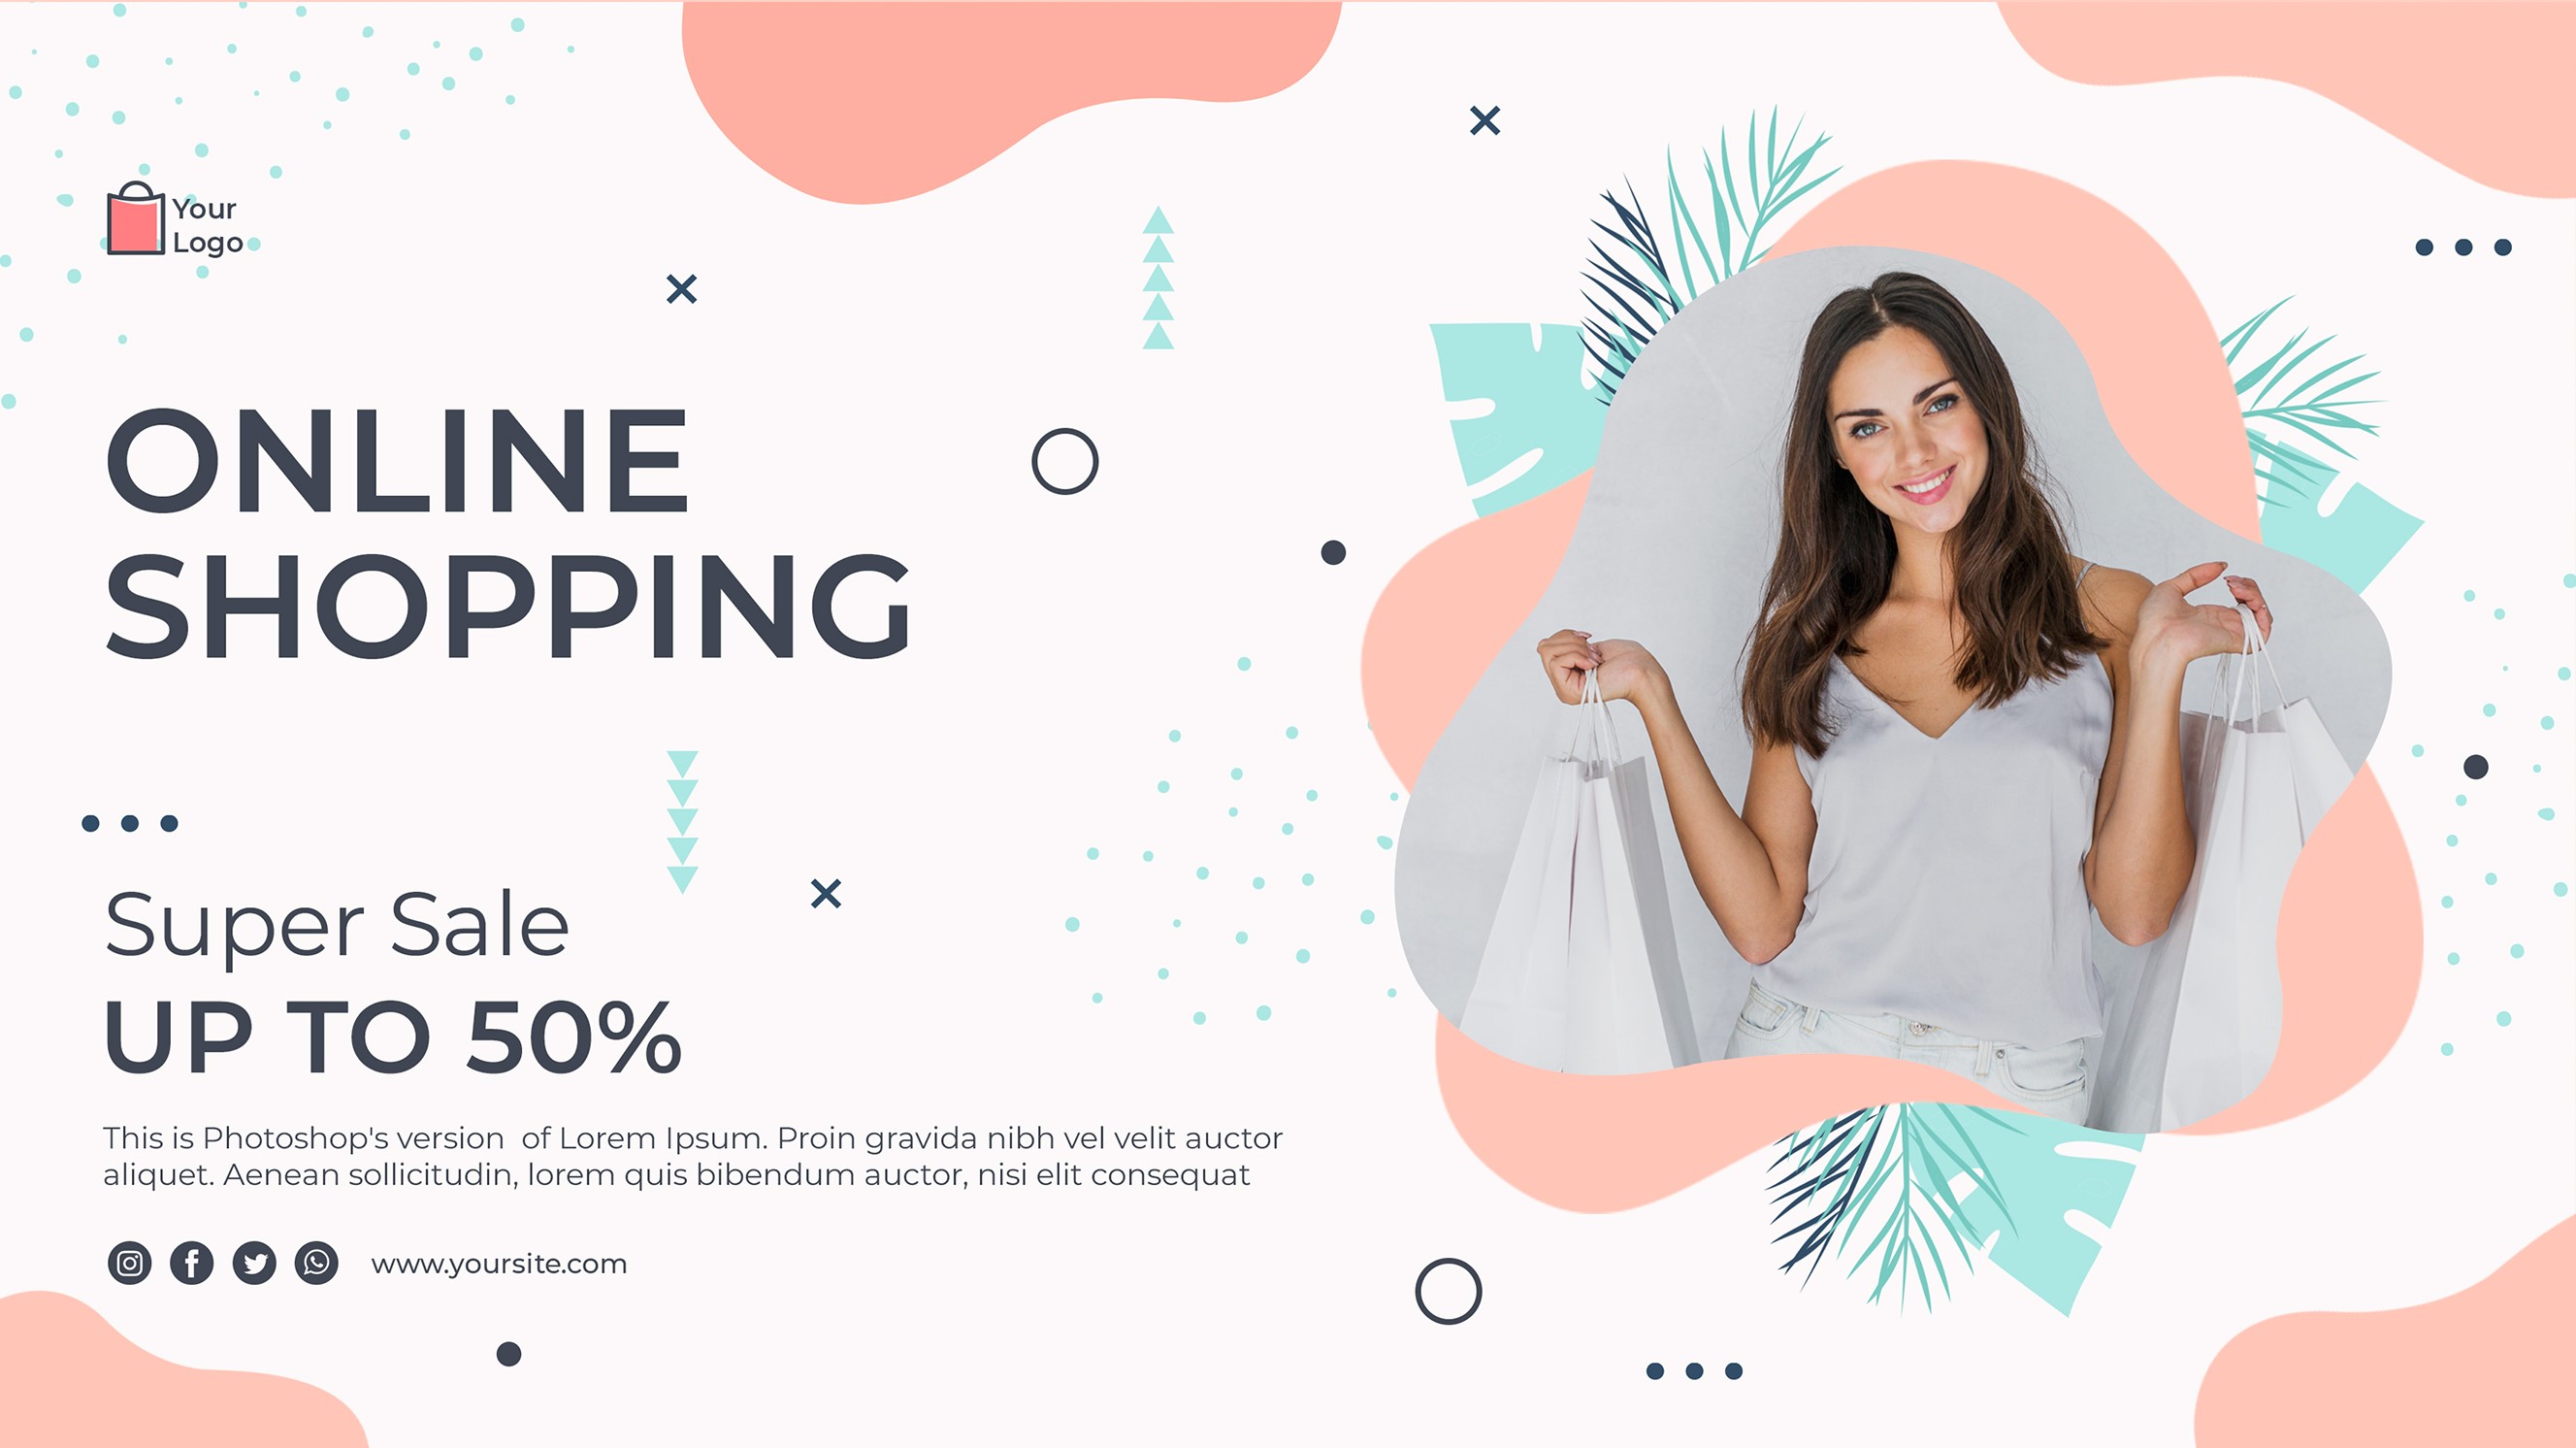 Your
Logo
ONLINE
SHOPPING
Super Sale
UP TO 50%
This is Photoshop's version  of Lorem Ipsum. Proin gravida nibh vel velit auctor
aliquet. Aenean sollicitudin, lorem quis bibendum auctor, nisi elit consequat
www.yoursite.com